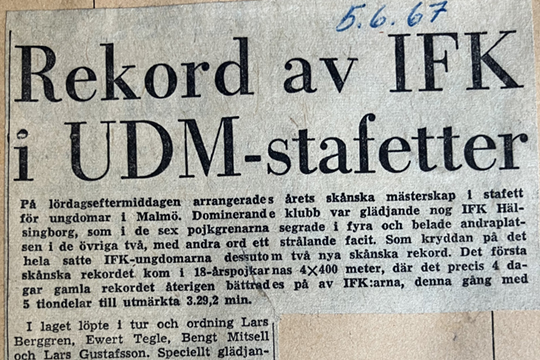 5.6.67
Rekord av IFK
i UDM-stafetter
På lördagseftermiddagen arrangerades årets skånska mästerskap i stafett
för ungdomar i Malmö. Dominerande klubb var glädjande nog IFK Häl-
singborg, som i de sex pojkgrenarna segrade i fyra och belade andraplat-
sen i de övriga två, med andra ord ett strålande facit. Som kryddan på det
hela satte IFK-ungdomarna dessutom två nya skånska rekord. Det första
skånska rekordet kom i 18-årspojkarnas 4×400 meter, där det precis 4 da-
gar gamla rekordet återigen bättrades på av IFK:arna, denna gång med
5 tiondelar till utmärkta 3.29,2 min.
I laget löpte i tur och ordning Lars
Berggren, Ewert Tegle, Bengt Mitsell
och Lars Gustafsson. Speciellt glädjan-